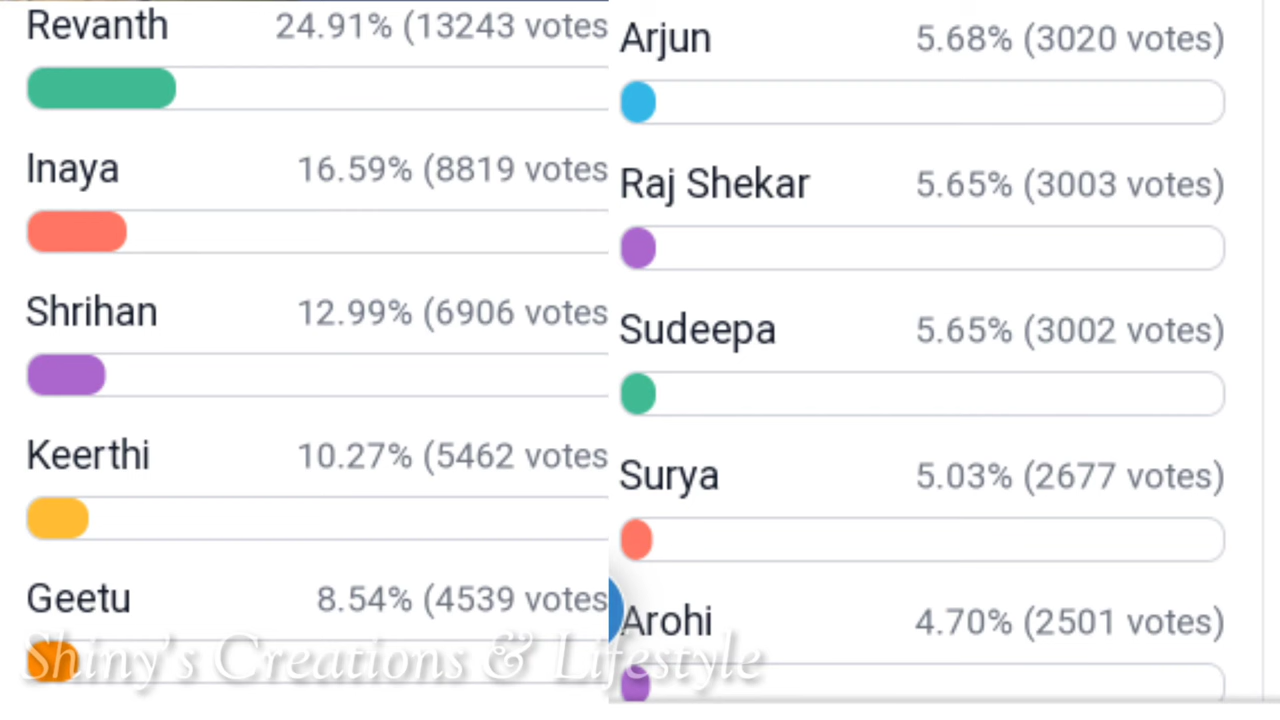 Revanth 24.91% (13243 votes
Inaya 16.59% (8819 votes
Shrihan 12.99% (6906 votes
Keerthi 10.27% (5462 votes
Geetu 8.54% (4539 votes
Arjun 5.68% (3020 votes)
Raj Shekar 5.65% (3003 votes)
Sudeepa 5.65% (3002 votes)
Surya 5.03% (2677 votes)
Arohi 4.70% (2501 votes)
Shiny's Creations & Lifestyle